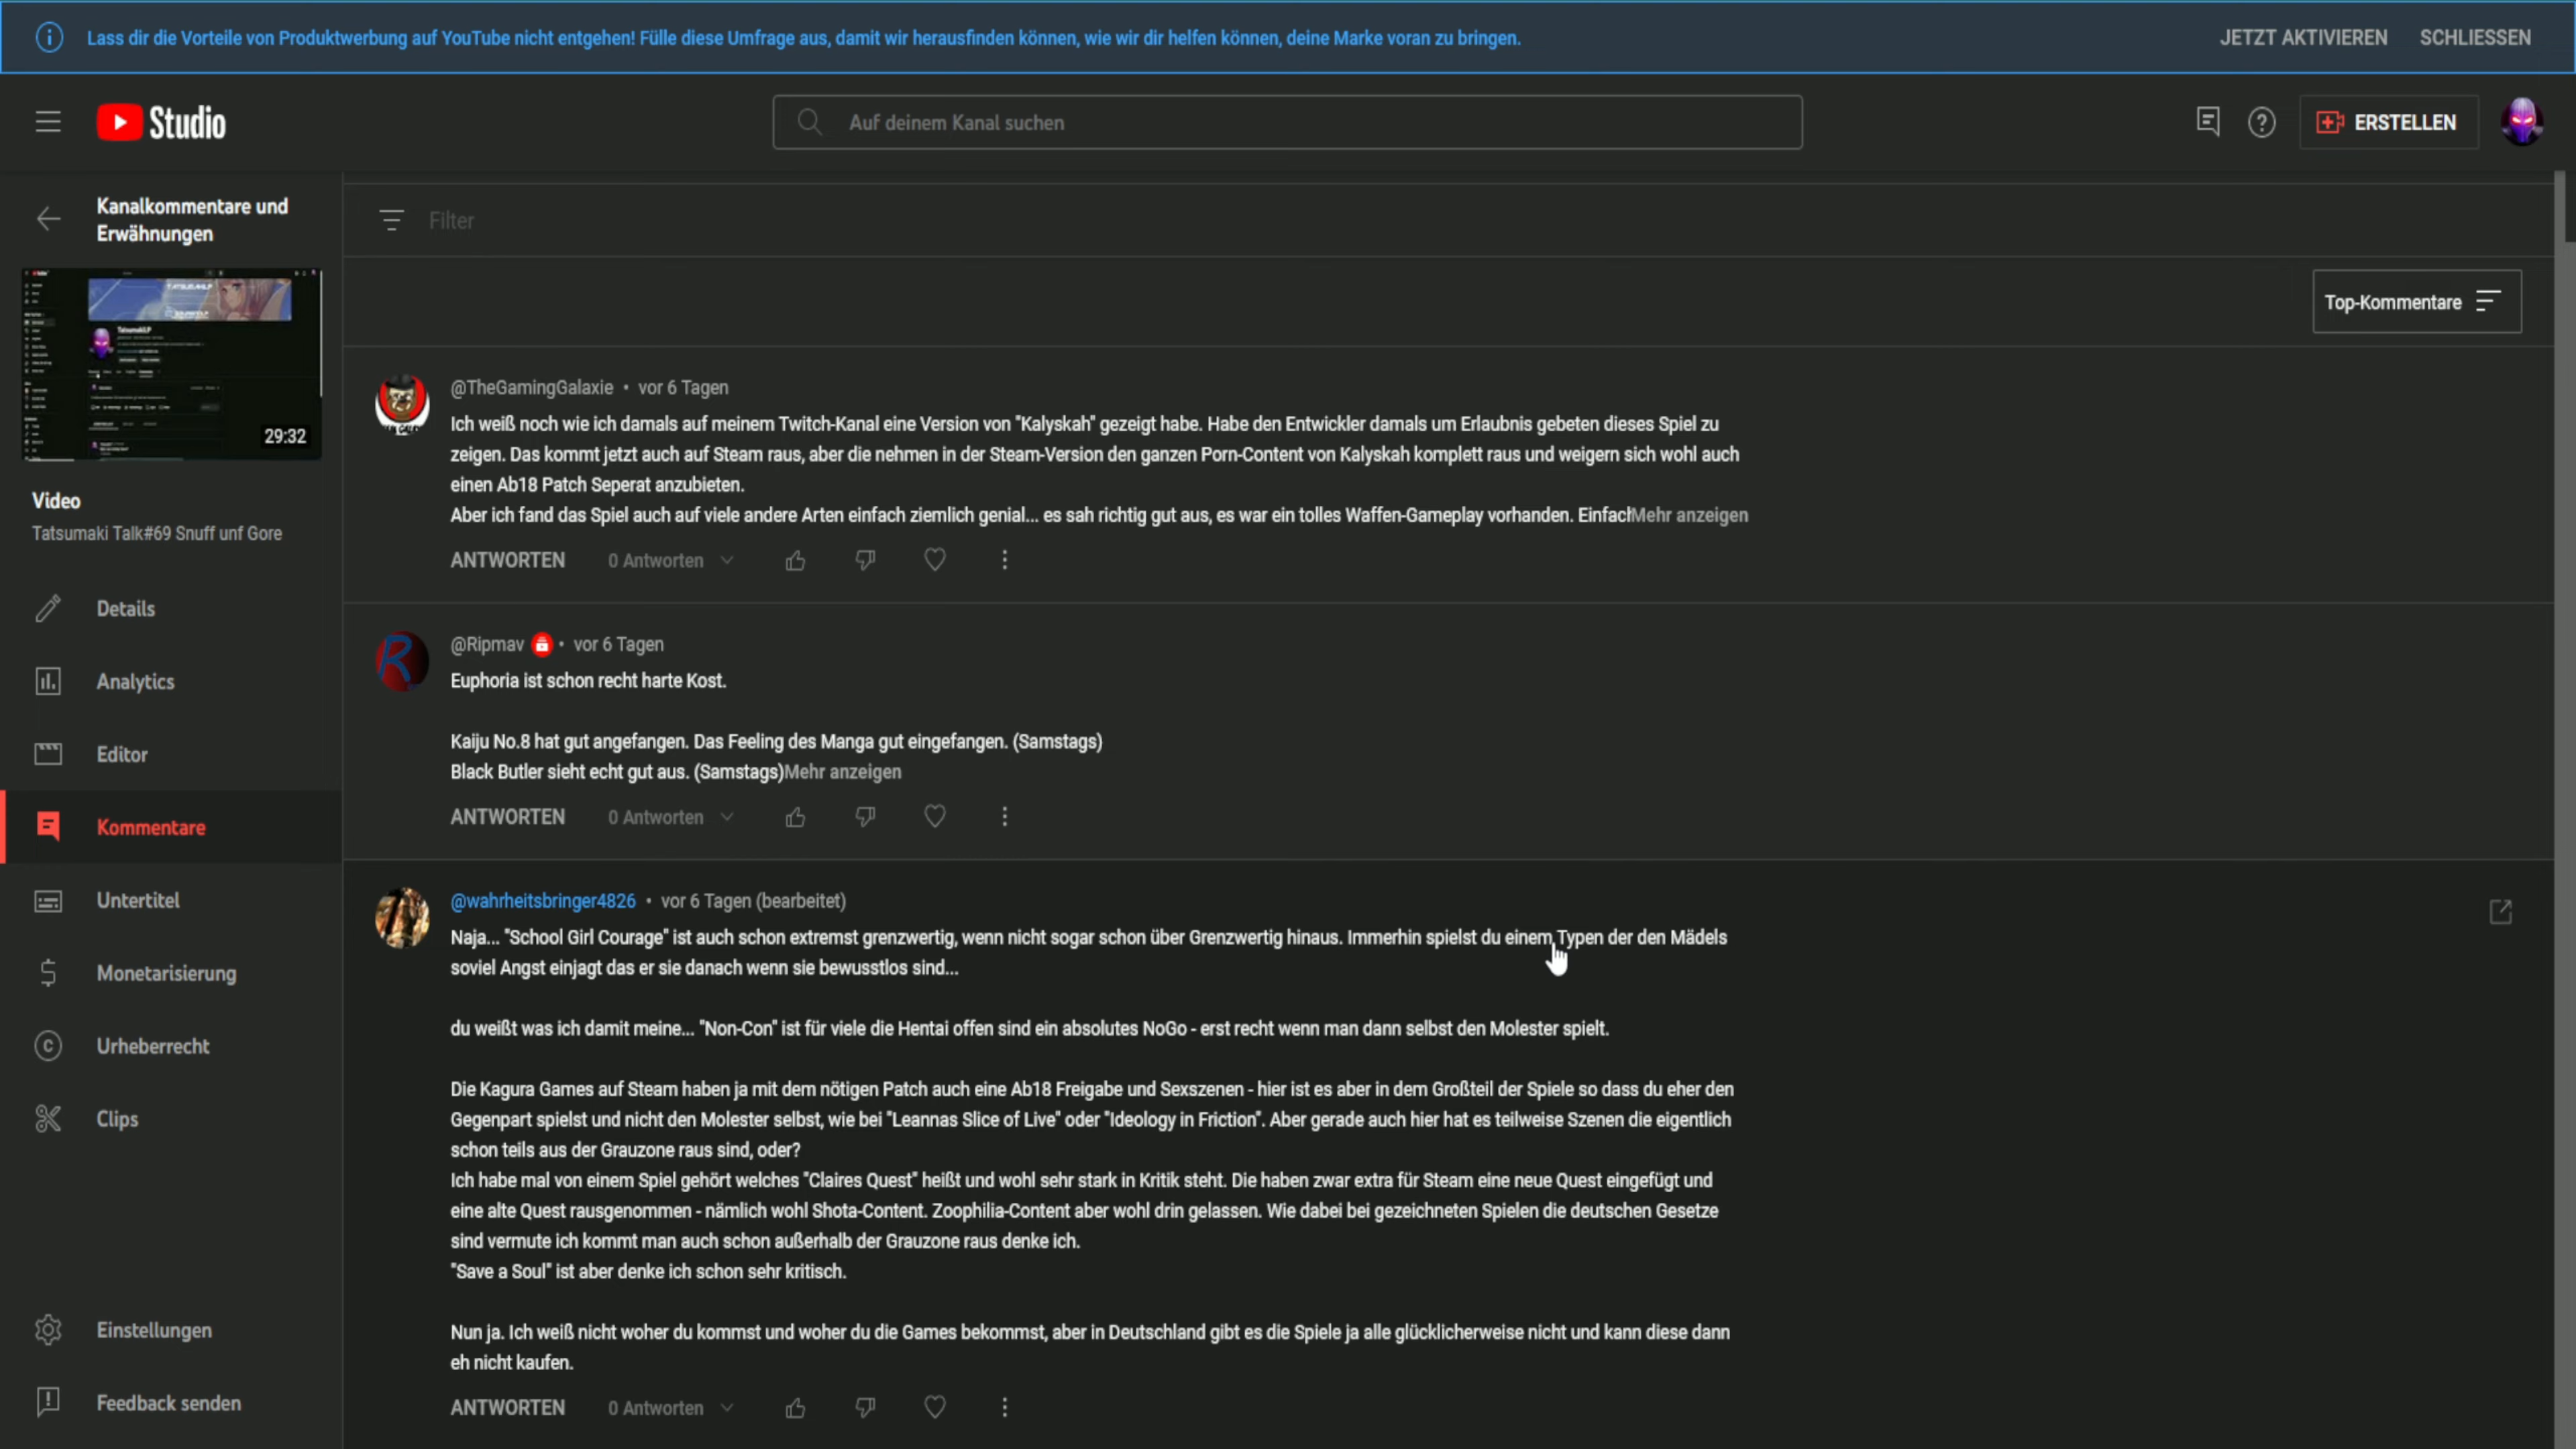 Lass dir die Vorteile von Produktwerbung auf YouTube nicht entgehen! Fülle diese Umfrage aus, damit wir herausfinden können, wie wir dir helfen können, deine Marke voran zu bringen.
JETZT AKTIVIEREN
SCHLIESSEN
Studio
Auf deinem Kanal suchen
ERSTELLEN
Kanalkommentare und
Erwähnungen
29:32
Video
Tatsumaki Talk#69 Snuff unf Gore
Details
Analytics
Editor
Kommentare
Untertitel
Monetarisierung
Urheberrecht
Clips
Einstellungen
Feedback senden
Filter
Top-Kommentare
@TheGamingGalaxie • vor 6 Tagen
Ich weiß noch wie ich damals auf meinem Twitch-Kanal eine Version von "Kalyskah" gezeigt habe. Habe den Entwickler damals um Erlaubnis gebeten dieses Spiel zu
zeigen. Das kommt jetzt auch auf Steam raus, aber die nehmen in der Steam-Version den ganzen Porn-Content von Kalyskah komplett raus und weigern sich wohl auch
einen Ab18 Patch Seperat anzubieten.
Aber ich fand das Spiel auch auf viele andere Arten einfach ziemlich genial... es sah richtig gut aus, es war ein tolles Waffen-Gameplay vorhanden. Mehr anzeigen
ANTWORTEN 0 Antworten
@Ripmav • vor 6 Tagen
Euphoria ist schon recht harte Kost.
Kaiju No.8 hat gut angefangen. Das Feeling des Manga gut eingefangen. (Samstags)
Black Butler sieht echt gut aus. (Samstags)Mehr anzeigen
ANTWORTEN 0 Antworten
@wahrheitsbringer4826 • vor 6 Tagen (bearbeitet)
Naja... "School Girl Courage" ist auch schon extremst grenzwertig, wenn nicht sogar schon über Grenzwertig hinaus. Immerhin spielst du einem Typen der den Mädels
soviel Angst einjagt das er sie danach wenn sie bewusstlos sind...
du weißt was ich damit meine... "Non-Con" ist für viele die Hentai offen sind ein absolutes NoGo - erst recht wenn man dann selbst den Molester spielt.
Die Kagura Games auf Steam haben ja mit dem nötigen Patch auch eine Ab18 Freigabe und Sexszenen - hier ist es aber in dem Großteil der Spiele so dass du eher den
Gegenpart spielst und nicht den Molester selbst, wie bei "Leannas Slice of Live" oder "Ideology in Friction". Aber gerade auch hier hat es teilweise Szenen die eigentlich
schon teils aus der Grauzone raus sind, oder?
Ich habe mal von einem Spiel gehört welches "Claires Quest" heißt und wohl sehr stark in Kritik steht. Die haben zwar extra für Steam eine neue Quest eingefügt und
eine alte Quest rausgenommen - nämlich wohl Shota-Content. Zoophilia-Content aber wohl drin gelassen. Wie dabei bei gezeichneten Spielen die deutschen Gesetze
sind vermute ich kommt man auch schon außerhalb der Grauzone raus denke ich.
"Save a Soul" ist aber denke ich schon sehr kritisch.
Nun ja. Ich weiß nicht woher du kommst und woher du die Games bekommst, aber in Deutschland gibt es die Spiele ja alle glücklicherweise nicht und kann diese dann
eh nicht kaufen.
ANTWORTEN 0 Antworten